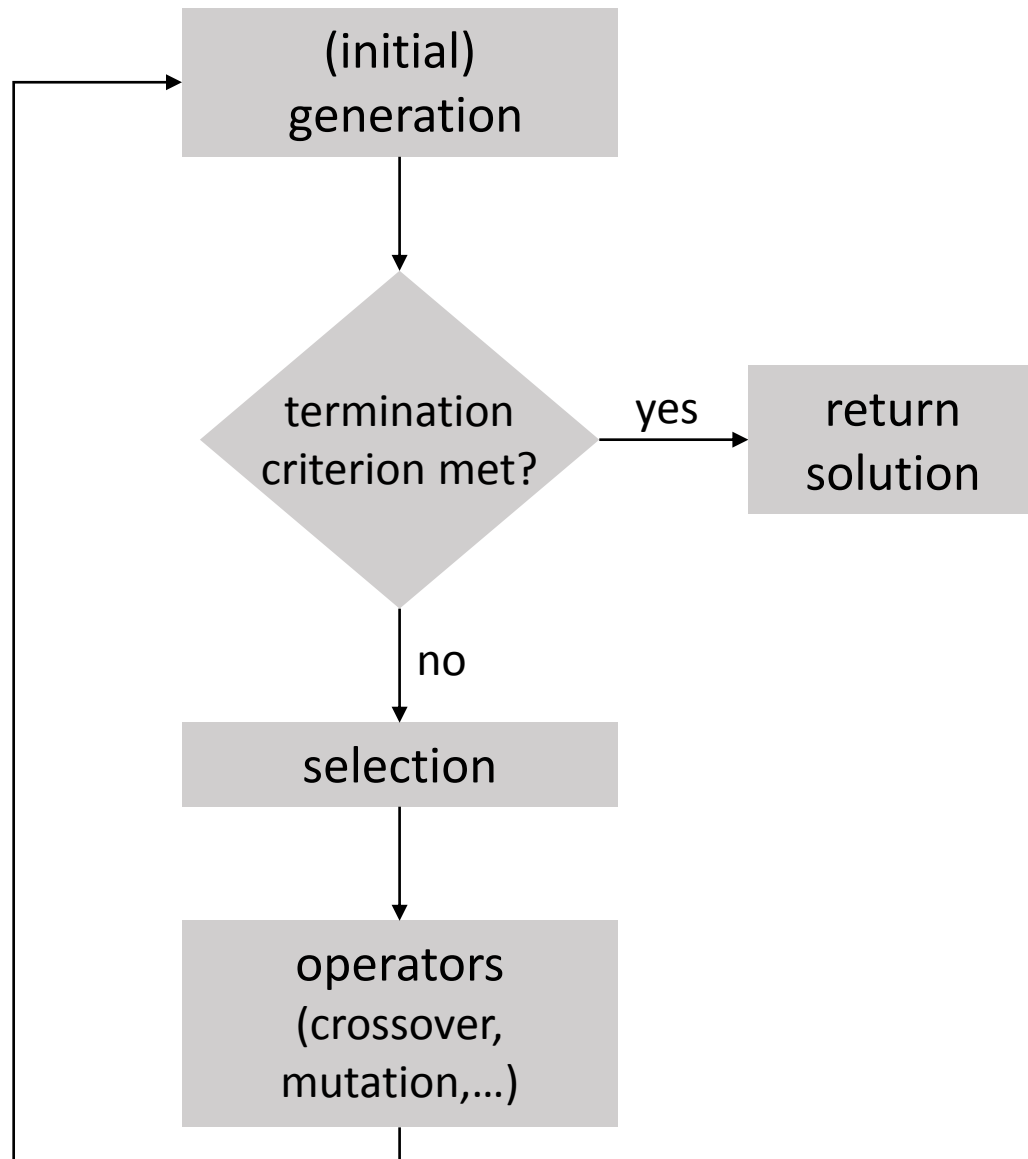 (initial)
generation
termination
criterion met?
yes
return
solution
no
selection
operators
(crossover,
mutation,...)